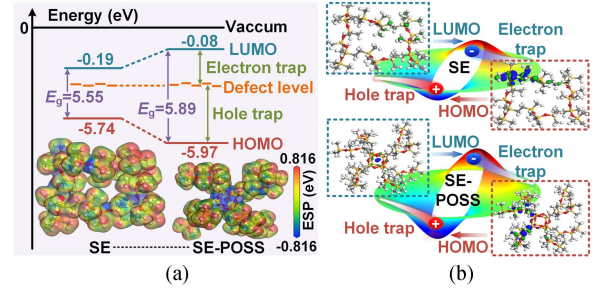 Energy (eV)
0
Vaccum
-0.08
LUMO
-0.19
Electron trap
Defect level
Eg=5.55
Eg=5.89
Hole trap
-5.74
-5.97
HOMO
0.816
ESP (eV)
-0.816
SE
SE-POSS
(a)
LUMO
Electron
trap
-
SE
Hole trap
+
HOMO
LUMO
Electron
trap
-
SE-
POSS
Hole trap
+
HOMO
(b)